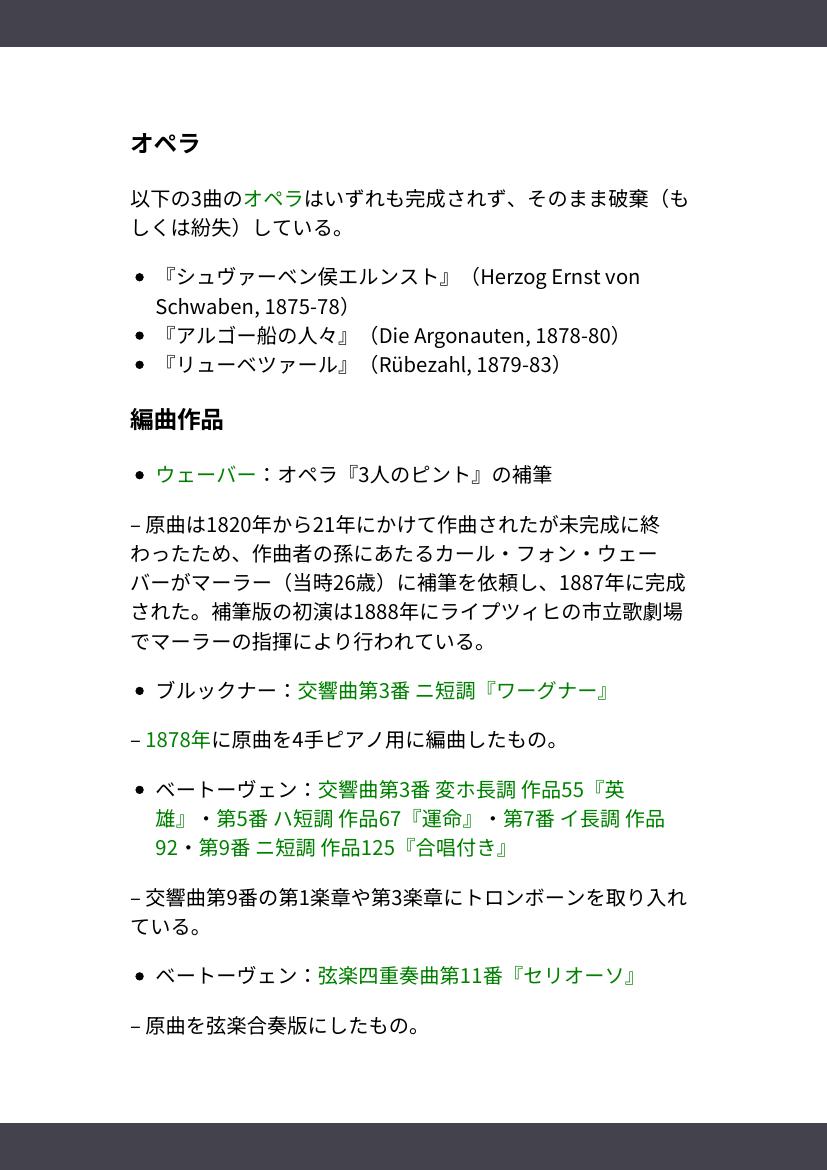 オペラ
以下の3曲のオペラはいずれも完成されず、そのまま破棄（も
しくは紛失）している。
• 『シュヴァーベン侯エルンスト』（Herzog Ernst von
Schwaben, 1875-78）
• 『アルゴー船の人々』（Die Argonauten, 1878-80）
• 『リューベツァール』（Rübezahl, 1879-83）
編曲作品
• ウェーバー：オペラ『3人のピント』の補筆
– 原曲は1820年から21年にかけて作曲されたが未完成に終
わったため、作曲者の孫にあたるカール・フォン・ウェー
バーがマーラー（当時26歳）に補筆を依頼し、1887年に完成
された。補筆版の初演は1888年にライプツィヒの市立歌劇場
でマーラーの指揮により行われている。
• ブルックナー：交響曲第3番 ニ短調『ワーグナー』
– 1878年に原曲を4手ピアノ用に編曲したもの。
• ベートーヴェン：交響曲第3番 変ホ長調 作品55『英
雄』・第5番 ハ短調 作品67『運命』・第7番 イ長調 作品
92・第9番 ニ短調 作品125『合唱付き』
– 交響曲第9番の第1楽章や第3楽章にトロンボーンを取り入れ
ている。
• ベートーヴェン：弦楽四重奏曲第11番『セリオーソ』
– 原曲を弦楽合奏版にしたもの。